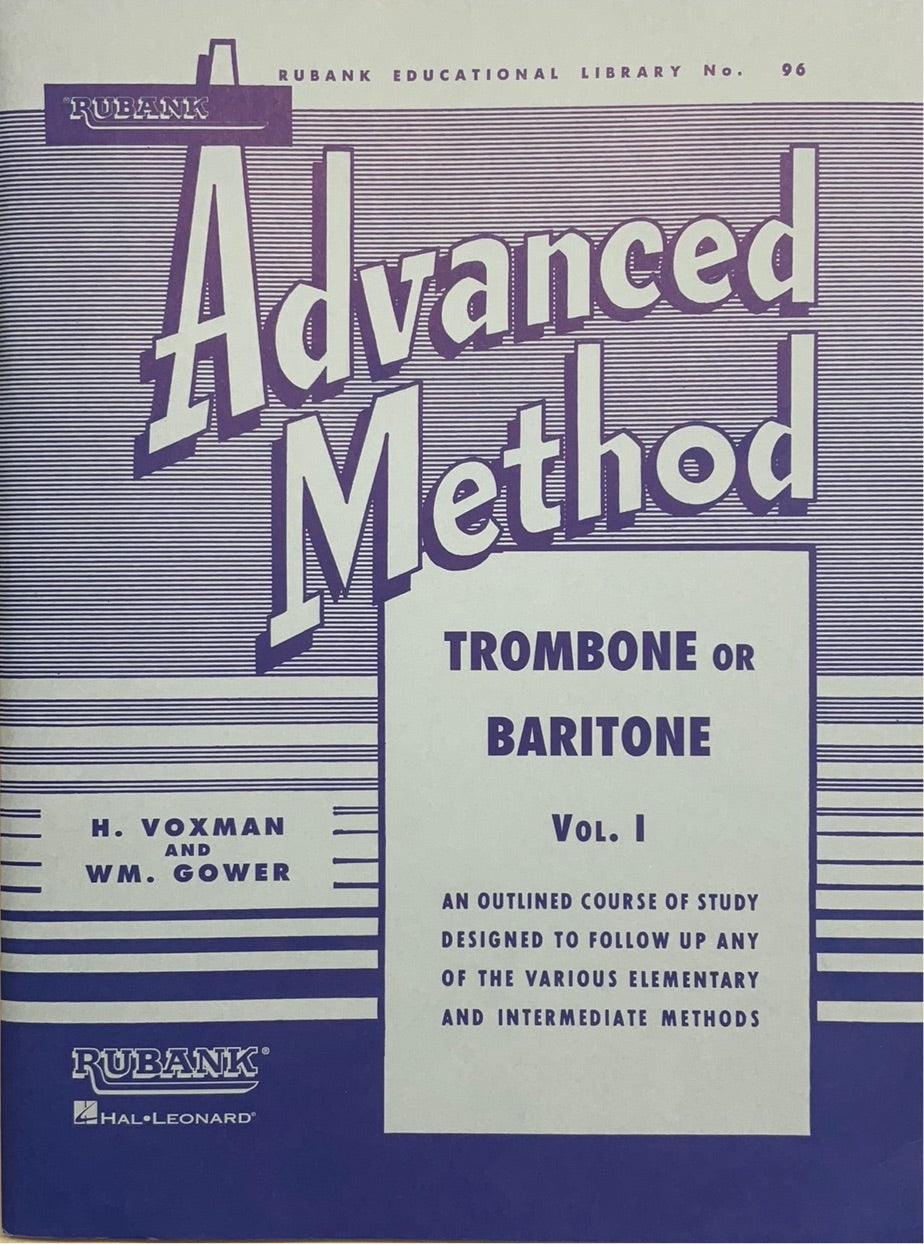 RUBANK EDUCATIONAL LIBRARY No. 96
®RUBANK
Advanced
Method
TROMBONE OR
BARITONE
VOL. I
H. VOXMAN
AND
WM. GOWER
AN OUTLINED COURSE OF STUDY
DESIGNED TO FOLLOW UP ANY
OF THE VARIOUS ELEMENTARY
AND INTERMEDIATE METHODS
RUBANK®
HAL•LEONARD®